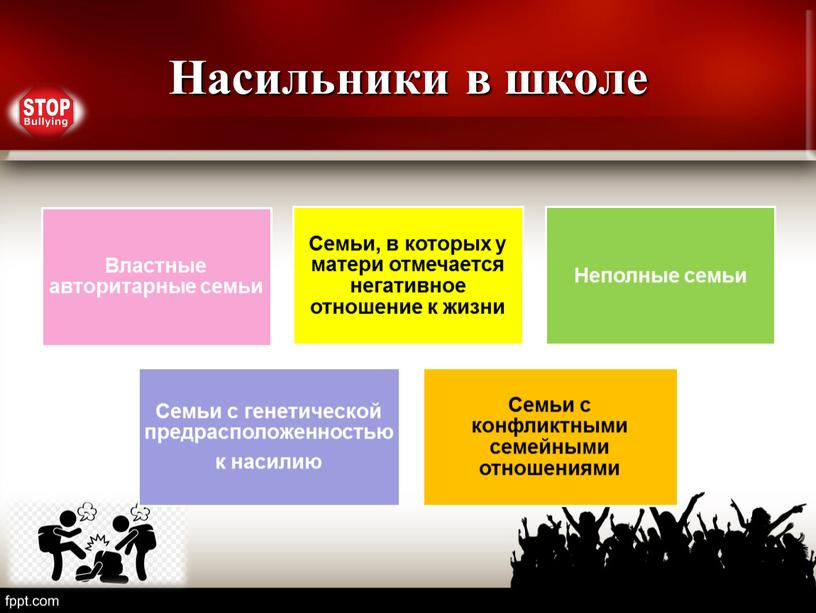 Насильники в школе
STOP
Bullying
Властные
авторитарные семьи
Семьи, в которых у
матери отмечается
негативное
отношение к жизни
Неполные семьи
Семьи с генетической
предрасположенностью
к насилию
Семьи с
конфликтными
семейными
отношениями
fppt.com